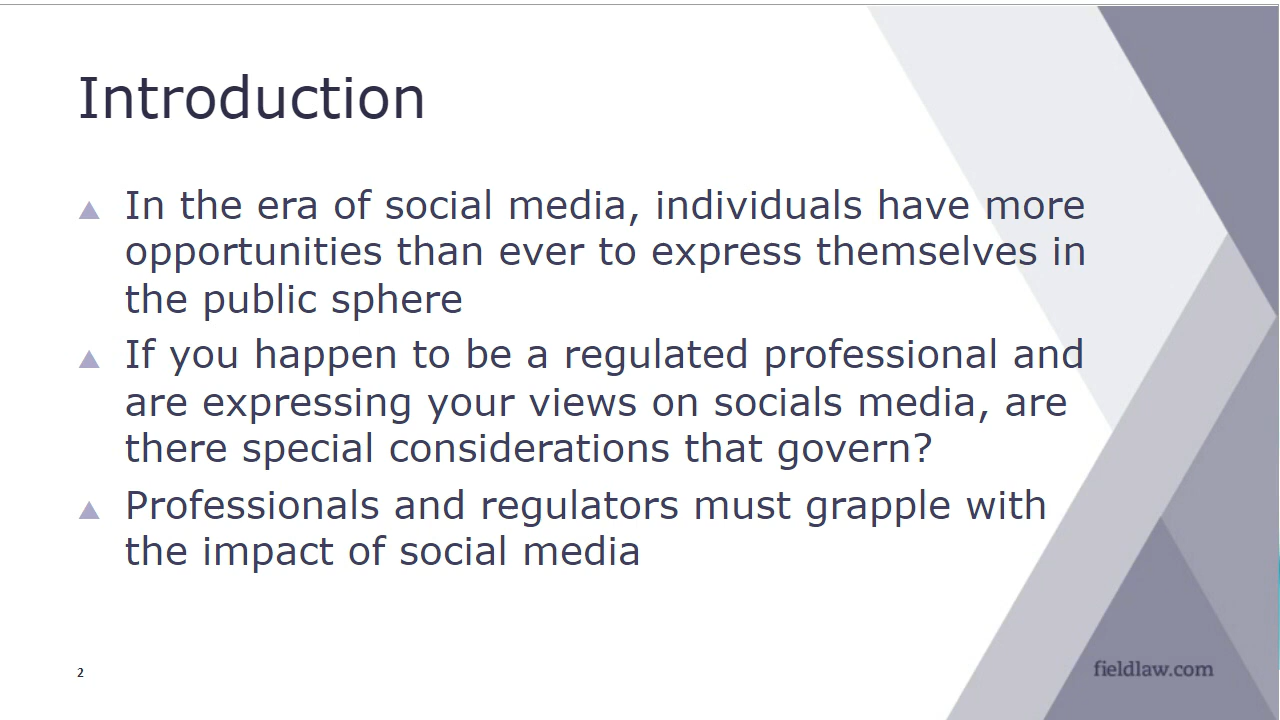 Introduction
In the era of social media, individuals have more
opportunities than ever to express themselves in
the public sphere
If you happen to be a regulated professional and
are expressing your views on socials media, are
there special considerations that govern?
Professionals and regulators must grapple with
the impact of social media
2
fieldlaw.com